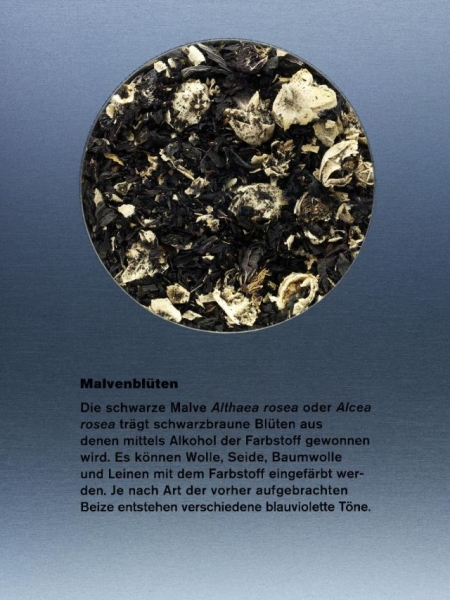 Malvenblüten
Die schwarze Malve Althaea rosea oder Alcea
rosea trägt schwarzbraune Blüten aus
denen mittels Alkohol der Farbstoff gewonnen
wird. Es können Wolle, Seide, Baumwolle
und Leinen mit dem Farbstoff eingefärbt wer-
den. Je nach Art der vorher aufgebrachten
Beize entstehen verschiedene blauviolette Töne.